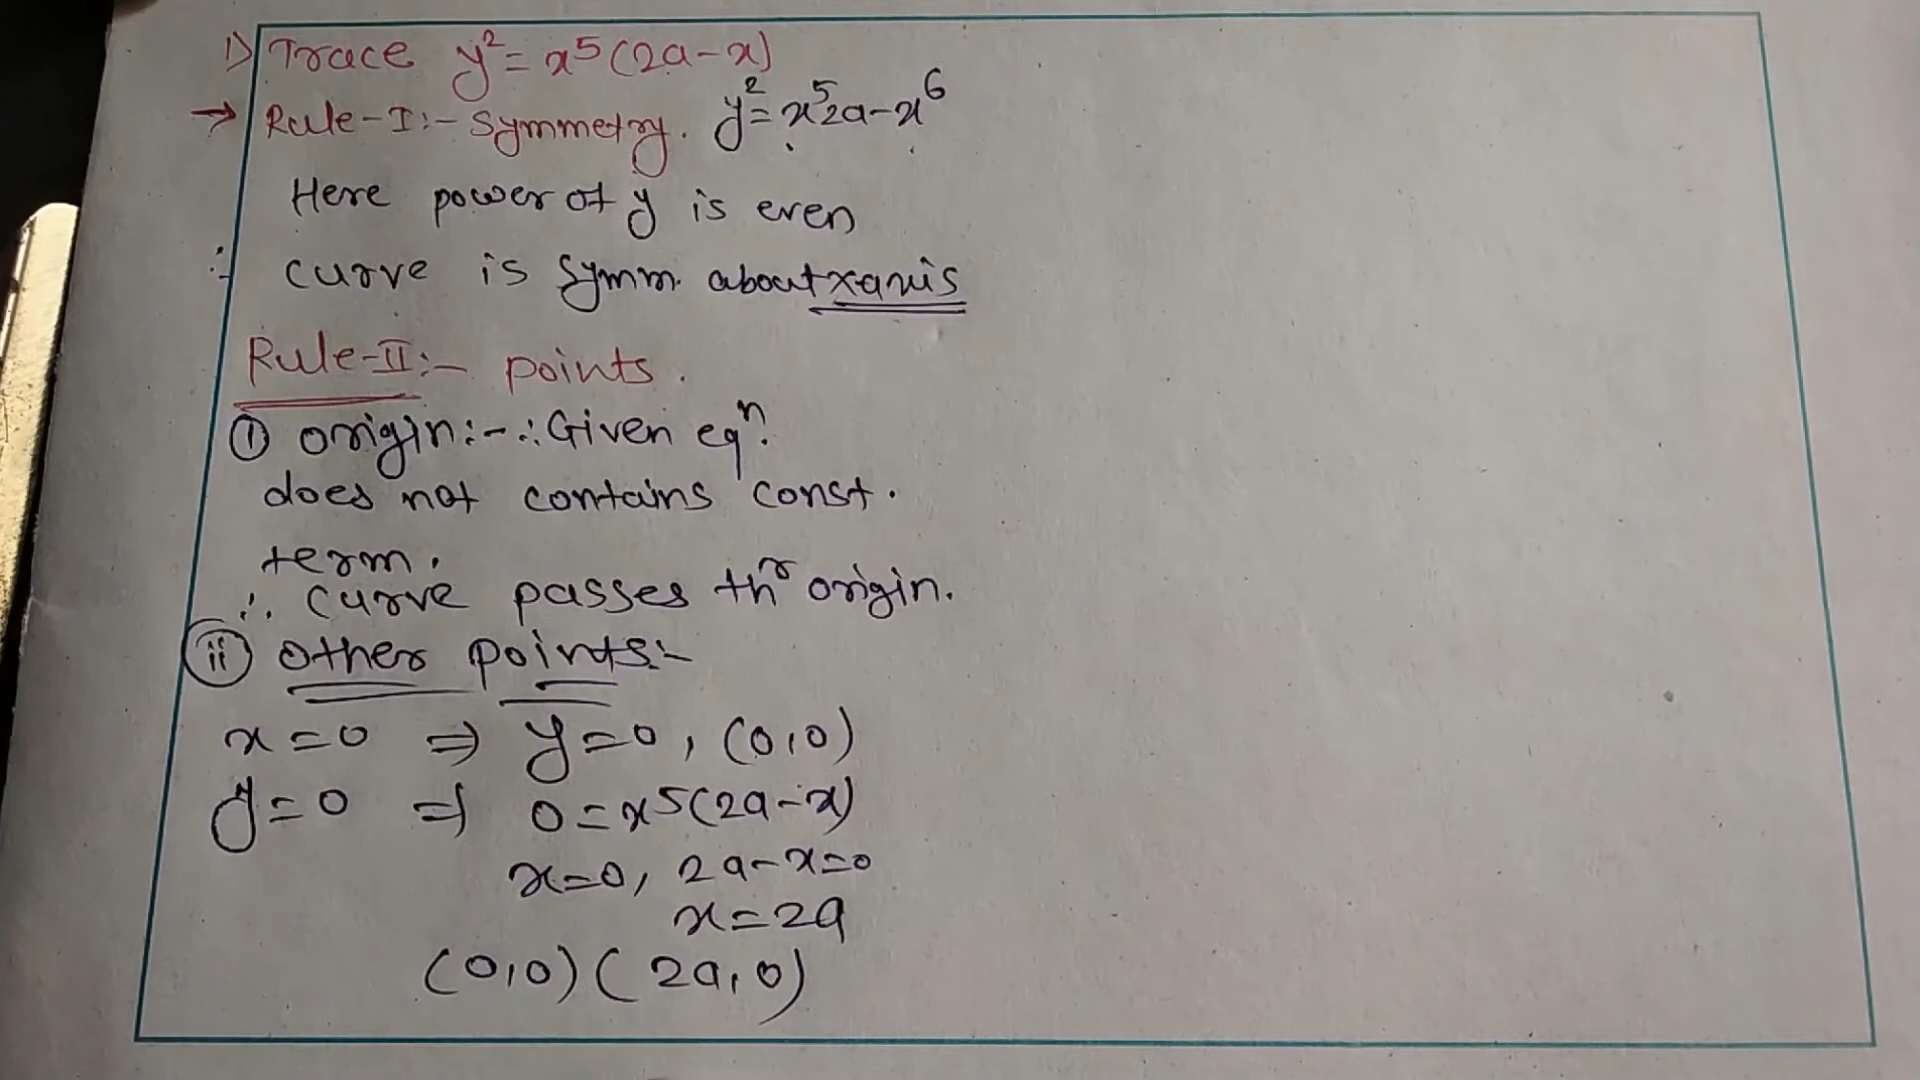 1) Trace y² = x⁵(2a-x)
→ Rule-I:- Symmetry. y² = x⁵2a-x⁶
Here power of y is even
∴ curve is symm. about x axis
Rule-II:- points.
① origin:- ∴ Given eqⁿ.
does not contains const.
term.
∴ curve passes thʳ origin.
ⓘⓘ other points:-
x=0 ⇒ y=0, (0,0)
y=0 ⇒ 0=x⁵(2a-x)
x=0, 2a-x=0
x=2a
(0,0) (2a,0)